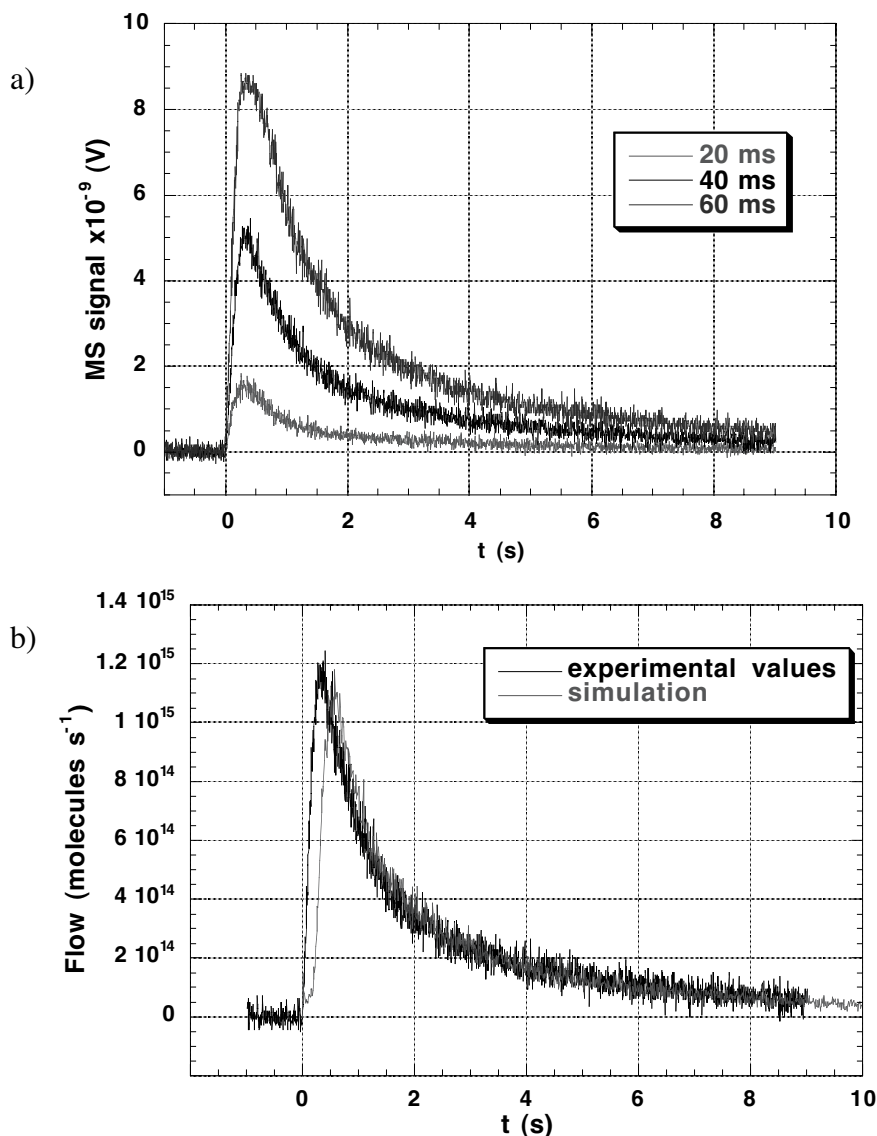 a)
10
8
6
4
2
0
MS signal x10⁻⁹ (V)
20 ms
40 ms
60 ms
0 2 4 6 8 10
t (s)
b)
1.4 10¹⁵
1.2 10¹⁵
1 10¹⁵
8 10¹⁴
6 10¹⁴
4 10¹⁴
2 10¹⁴
0
Flow (molecules s⁻¹)
experimental values
simulation
0 2 4 6 8 10
t (s)